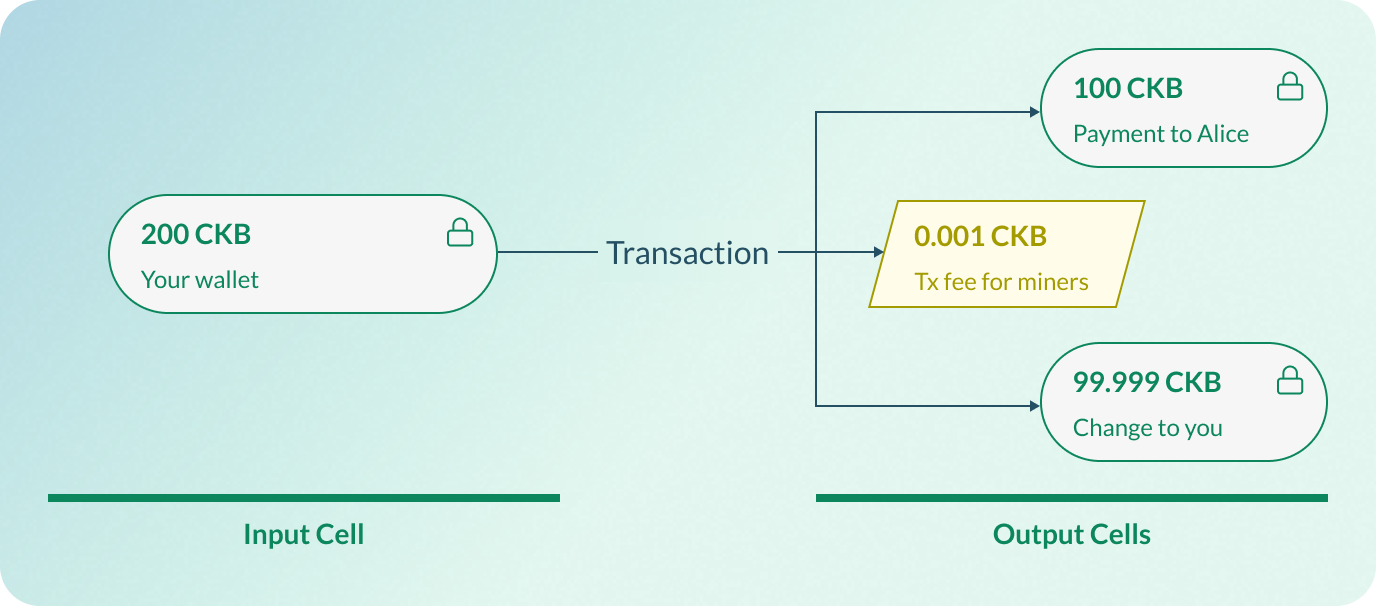 200 CKB
Your wallet
Transaction
100 CKB
Payment to Alice
0.001 CKB
Tx fee for miners
99.999 CKB
Change to you
Input Cell
Output Cells